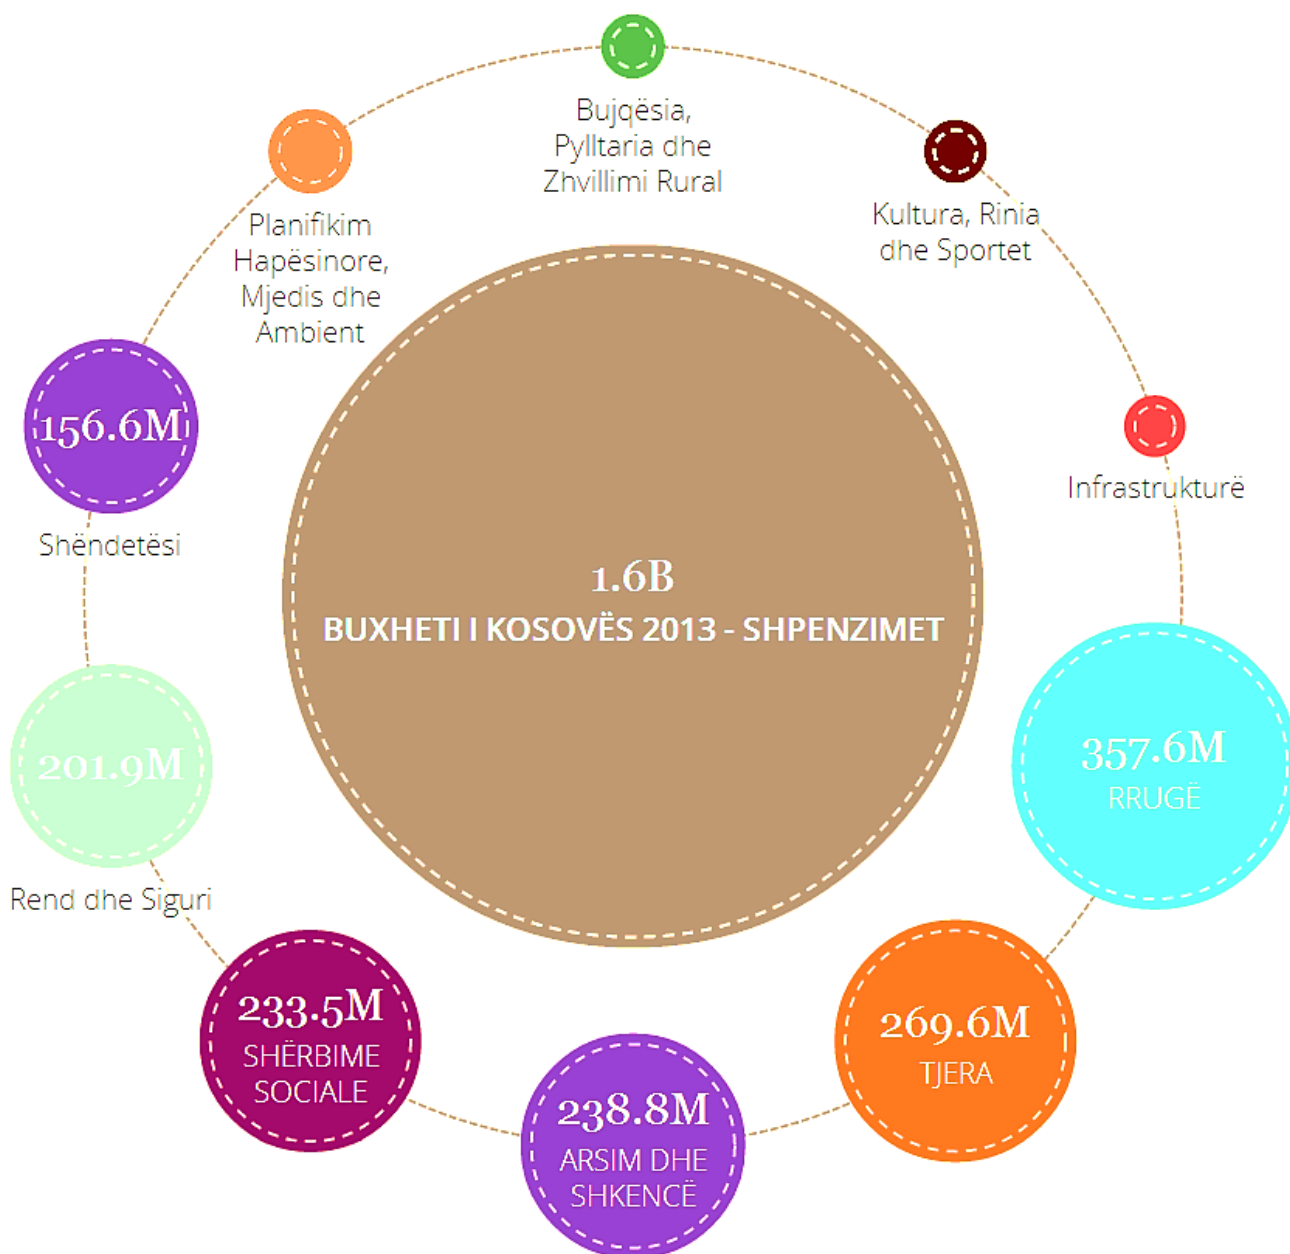 Bujqësia,
Pylltaria dhe
Zhvillimi Rural
Kultura, Rinia
dhe Sportet
Planifikim
Hapësinore,
Mjedis dhe
Ambient
156.6M
Shëndetësi
Infrastrukturë
1.6B
BUXHETI I KOSOVËS 2013 - SHPENZIMET
201.9M
Rend dhe Siguri
357.6M
RRUGË
233.5M
SHËRBIME
SOCIALE
238.8M
ARSIM DHE
SHKENCË
269.6M
TJERA